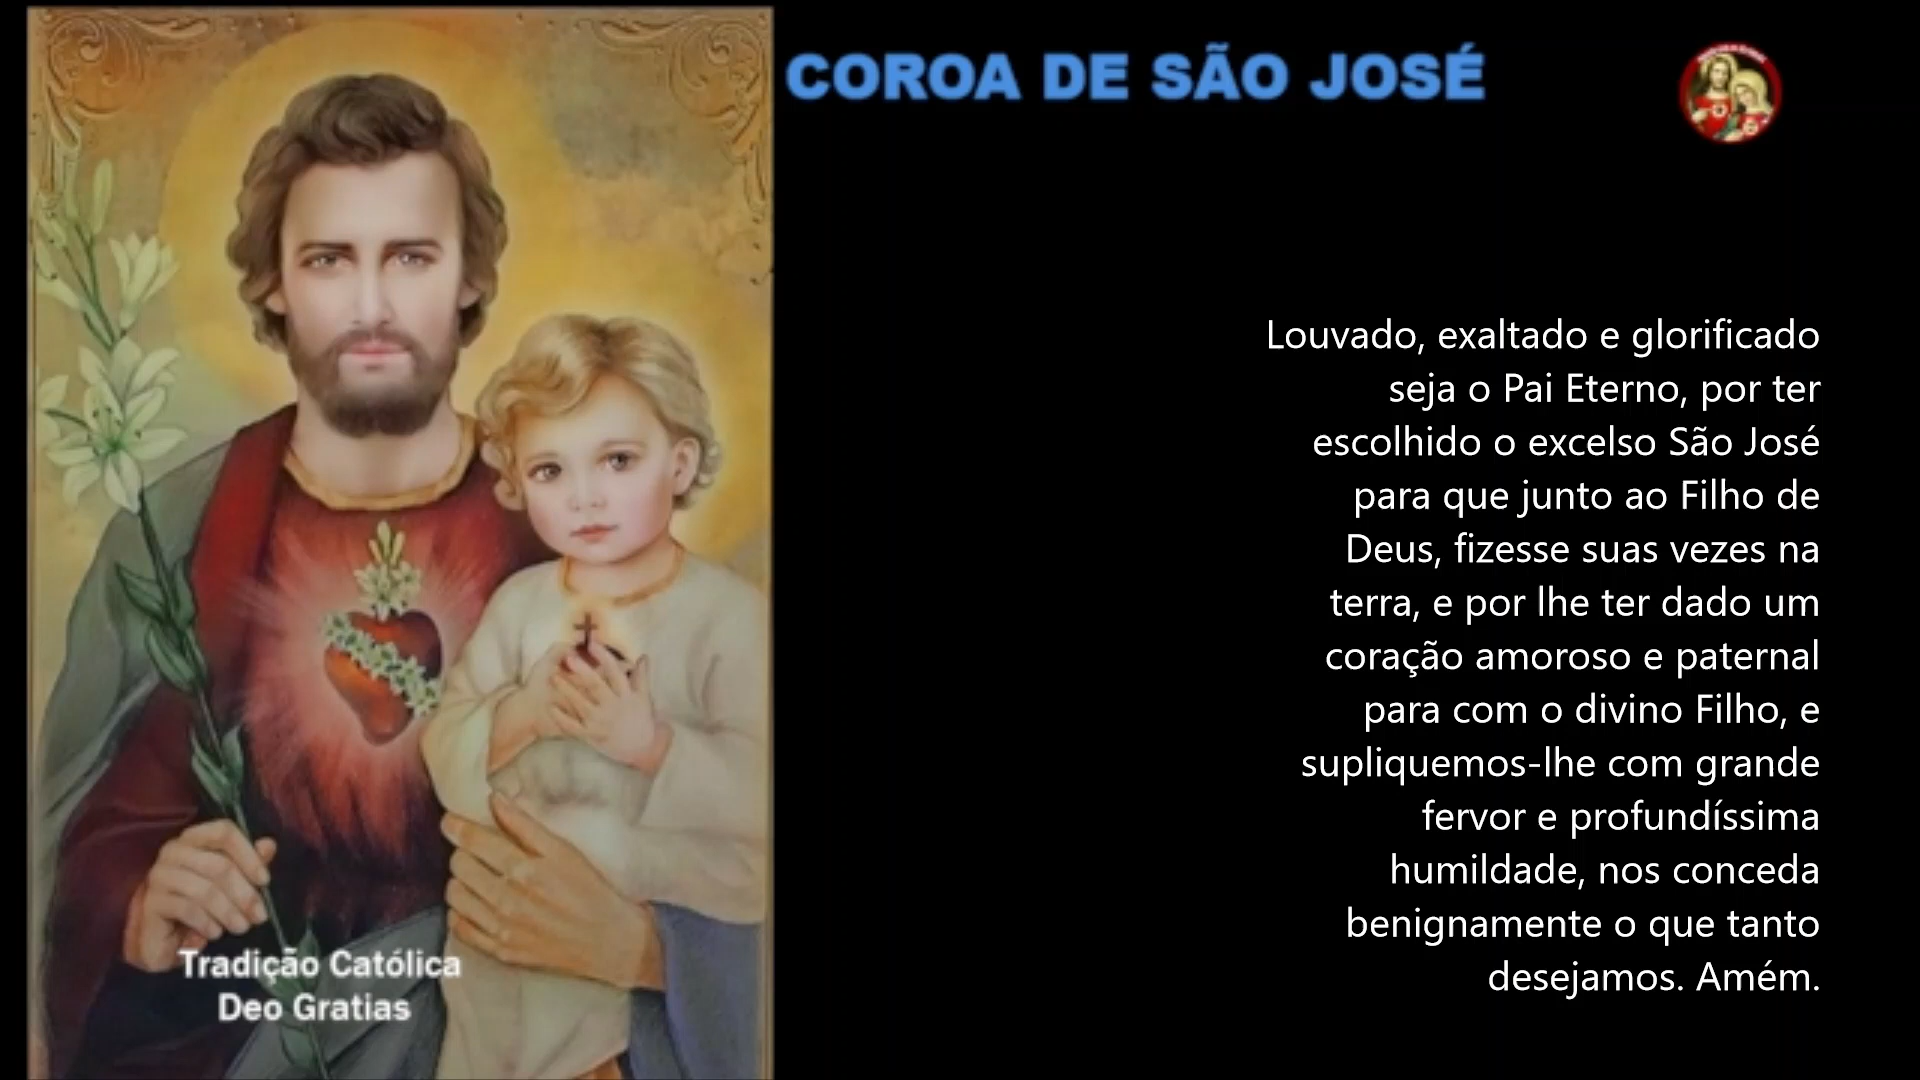 COROA DE SÃO JOSÉ
Louvado, exaltado e glorificado
seja o Pai Eterno, por ter
escolhido o excelso São José
para que junto ao Filho de
Deus, fizesse suas vezes na
terra, e por lhe ter dado um
coração amoroso e paternal
para com o divino Filho, e
supliquemos-lhe com grande
fervor e profundíssima
humildade, nos conceda
benignamente o que tanto
desejamos. Amém.
Tradição Católica
Deo Gratias